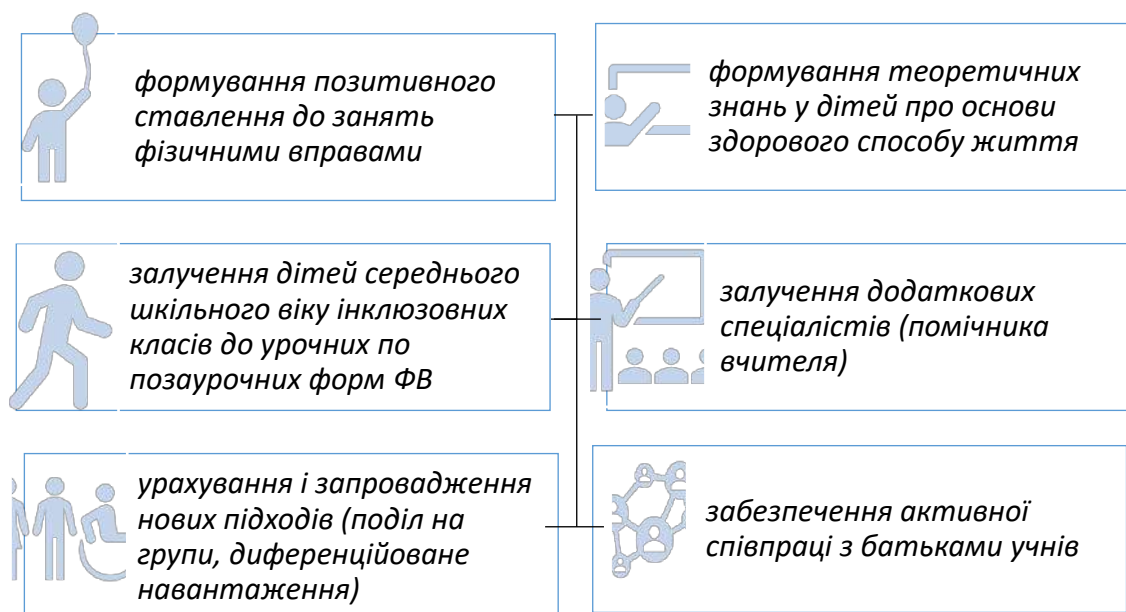 формування позитивного
ставлення до занять
фізичними вправами
формування теоретичних
знань у дітей про основи
здорового способу життя
залучення дітей середнього
шкільного віку інклюзовних
класів до урочних по
позаурочних форм ФВ
залучення додаткових
спеціалістів (помічника
вчителя)
урахування і запровадження
нових підходів (поділ на
групи, диференційоване
навантаження)
забезпечення активної
співпраці з батьками учнів